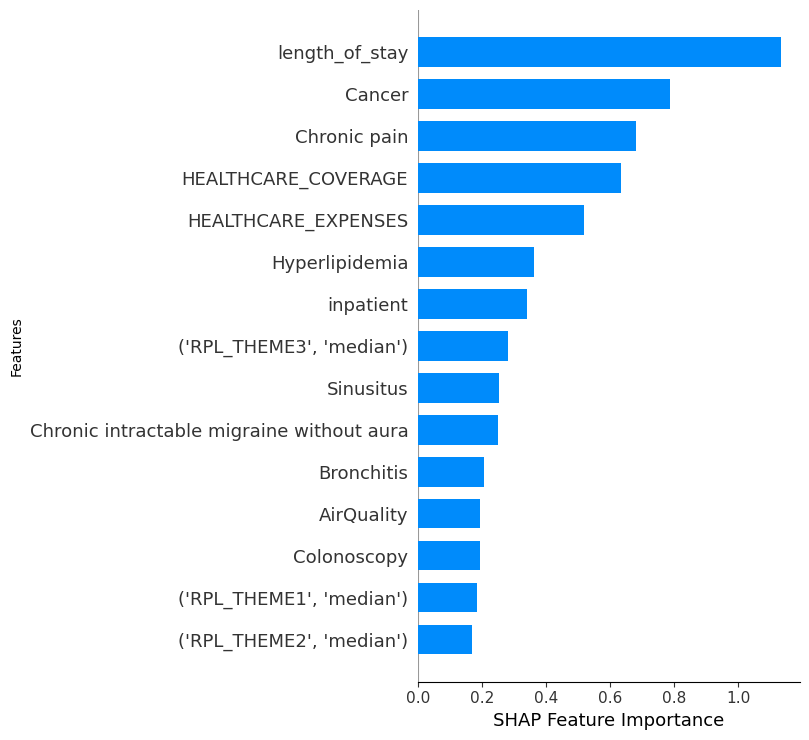 length_of_stay
Cancer
Chronic pain
HEALTHCARE_COVERAGE
HEALTHCARE_EXPENSES
Hyperlipidemia
inpatient
('RPL_THEME3', 'median')
Sinusitus
Chronic intractable migraine without aura
Bronchitis
AirQuality
Colonoscopy
('RPL_THEME1', 'median')
('RPL_THEME2', 'median')
Features
0.0 0.2 0.4 0.6 0.8 1.0
SHAP Feature Importance